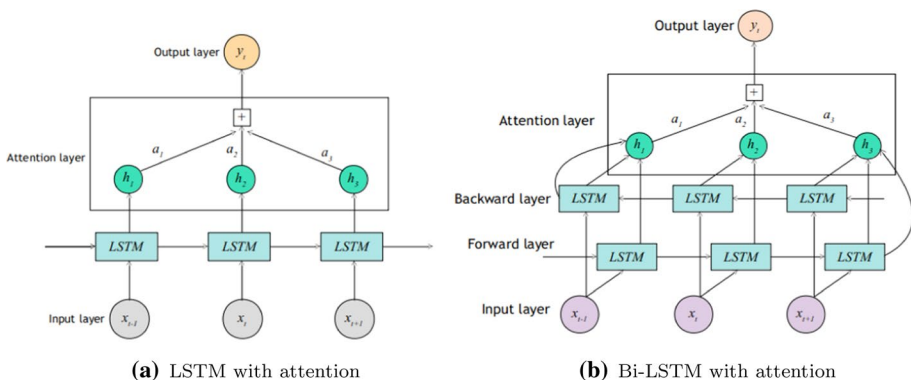 Output layer
y_t
+
a_1
a_2
a_3
Attention layer
h_1
h_2
h_3
LSTM
LSTM
LSTM
Input layer
x_{t-1}
x_t
x_{t+1}
(a) LSTM with attention
Output layer
y_t
+
Attention layer
a_1
a_2
a_3
h_1
h_2
h_3
Backward layer
LSTM
LSTM
LSTM
Forward layer
LSTM
LSTM
LSTM
Input layer
x_{t-1}
x_t
x_{t+1}
(b) Bi-LSTM with attention